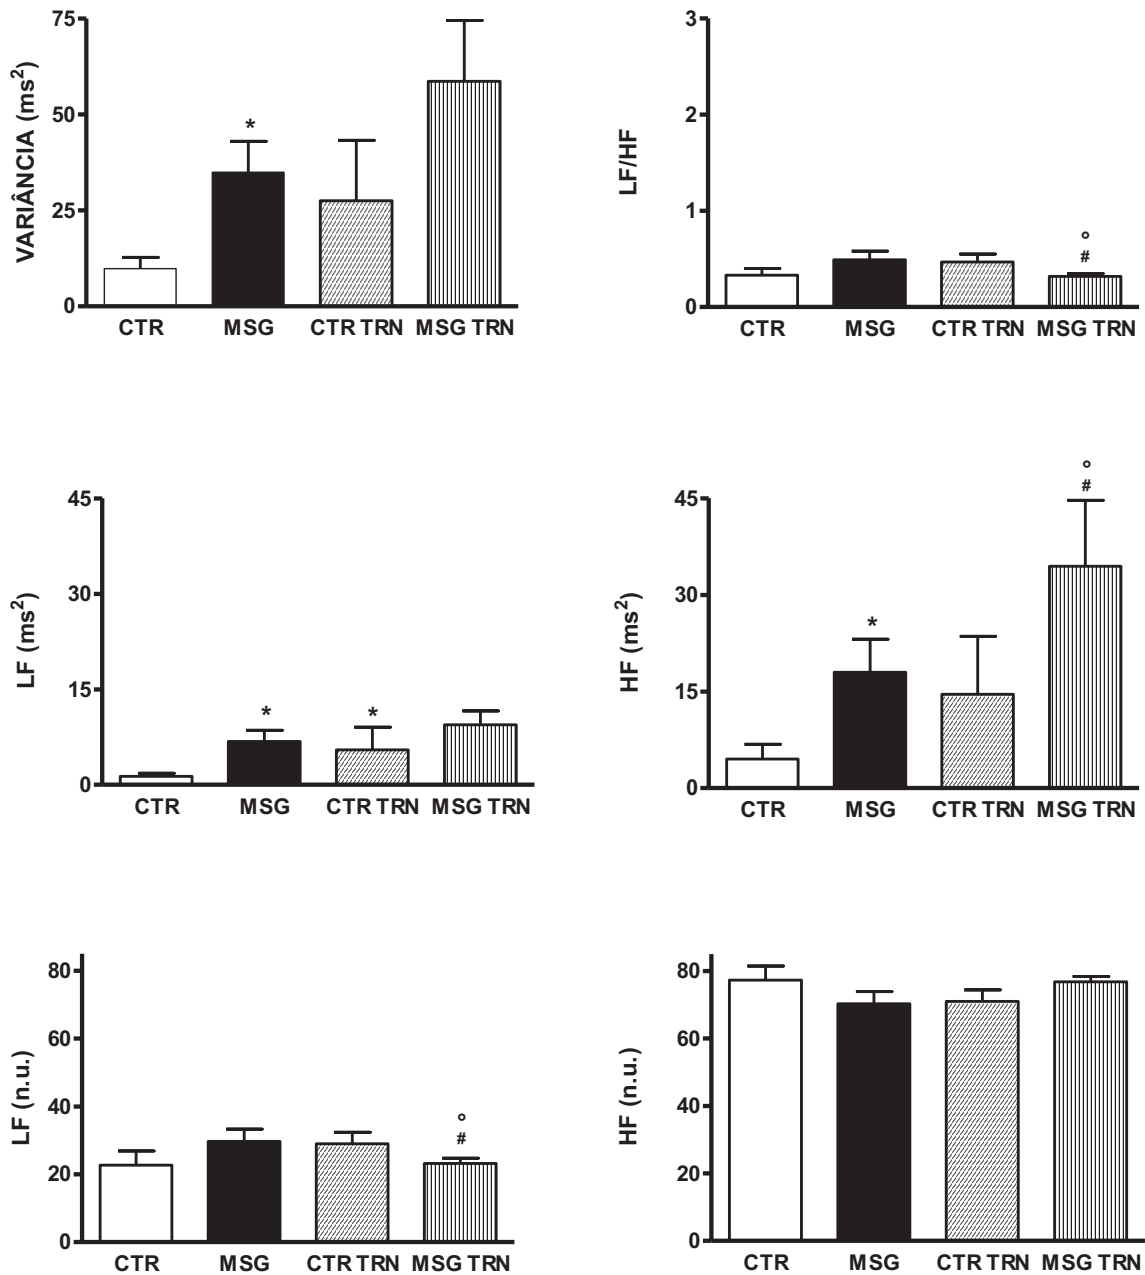 VARIÂNCIA (ms²)
75
50
25
0
*
CTR MSG CTR TRN MSG TRN
LF/HF
3
2
1
0
°
#
CTR MSG CTR TRN MSG TRN
LF (ms²)
45
30
15
0
* *
CTR MSG CTR TRN MSG TRN
HF (ms²)
45
30
15
0
°
#
*
CTR MSG CTR TRN MSG TRN
LF (n.u.)
80
60
40
20
0
°
#
CTR MSG CTR TRN MSG TRN
HF (n.u.)
80
60
40
20
0
CTR MSG CTR TRN MSG TRN